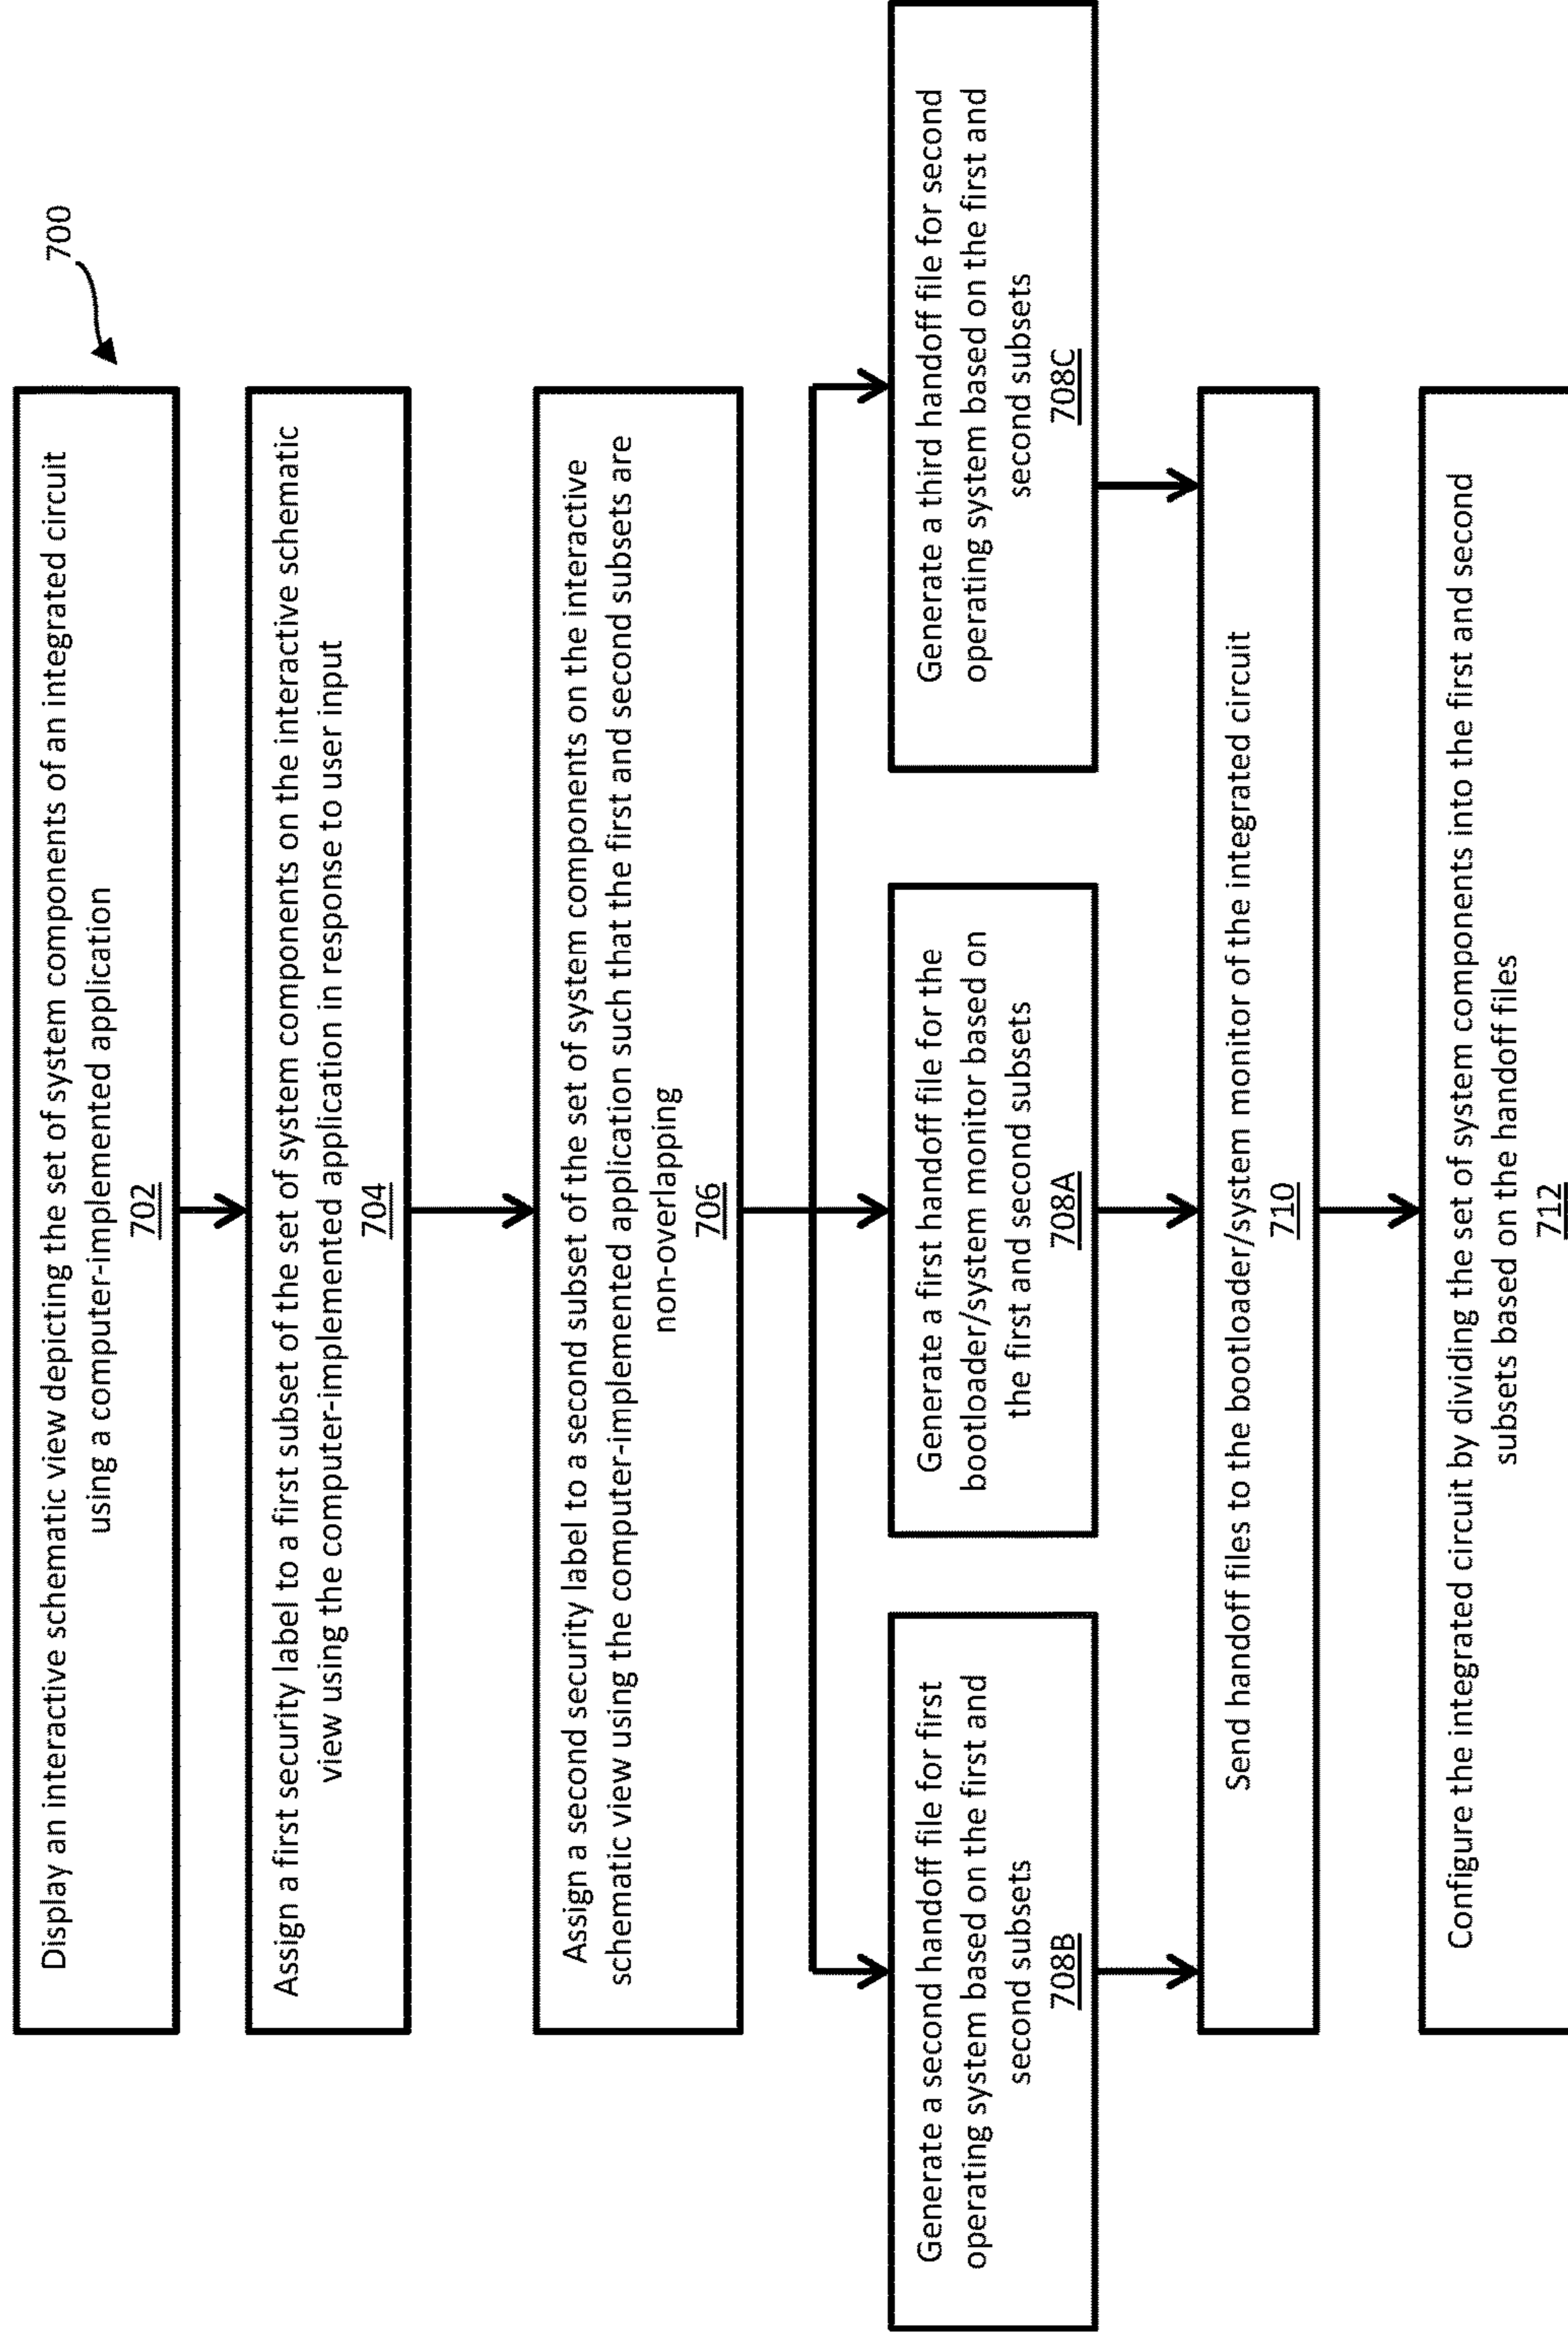 700
Display an interactive schematic view depicting the set of system components of an integrated circuit
using a computer-implemented application
702
Assign a first security label to a first subset of the set of system components on the interactive schematic
view using the computer-implemented application in response to user input
704
Assign a second security label to a second subset of the set of system components on the interactive
schematic view using the computer-implemented application such that the first and second subsets are
non-overlapping
706
Generate a second handoff file for first
operating system based on the first and
second subsets
708B
Generate a first handoff file for the
bootloader/system monitor based on
the first and second subsets
708A
Generate a third handoff file for second
operating system based on the first and
second subsets
708C
Send handoff files to the bootloader/system monitor of the integrated circuit
710
Configure the integrated circuit by dividing the set of system components into the first and second
subsets based on the handoff files
712